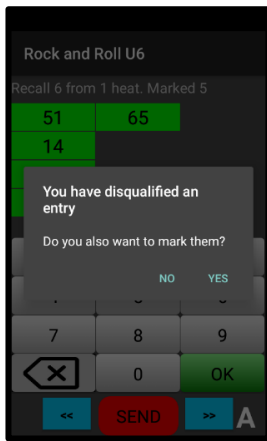 Rock and Roll U6
Recall 6 from 1 heat. Marked 5
51 65
14
You have disqualified an
entry
Do you also want to mark them?
NO YES
7 8 9
0 OK
<< SEND >> A